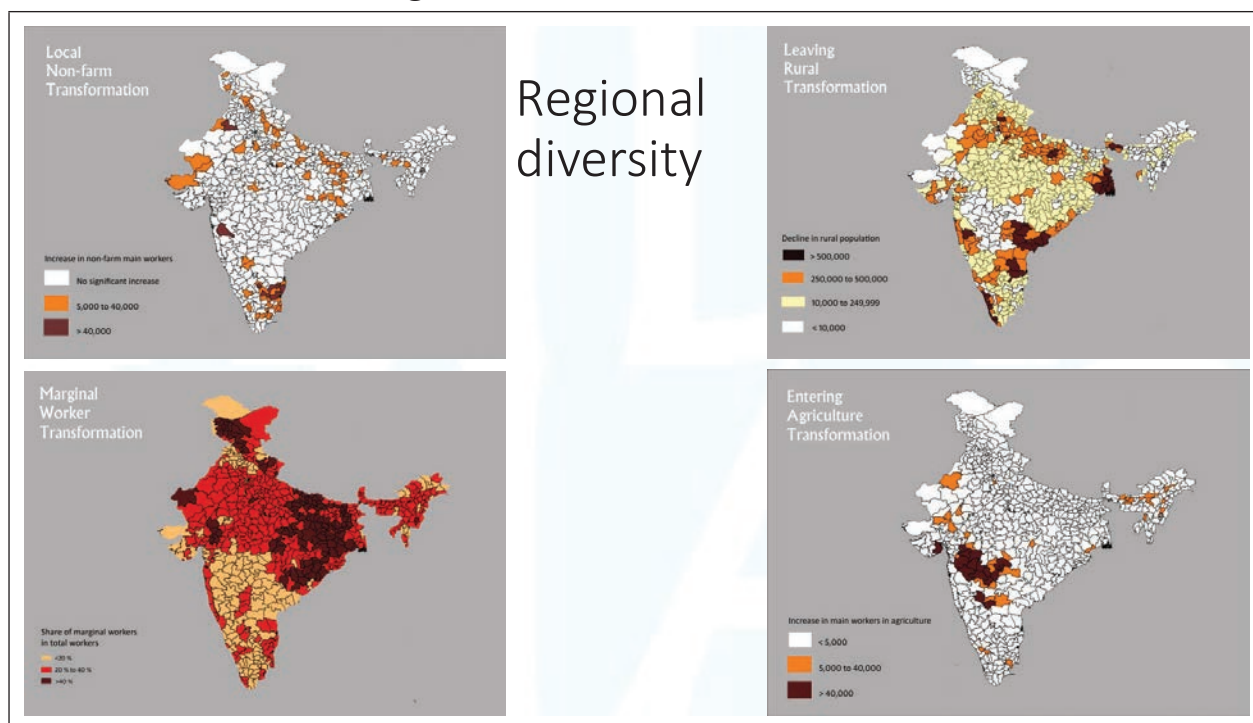 Local
Non-farm
Transformation
Increase in non-farm main workers
No significant increase
5,000 to 40,000
> 40,000
Regional
diversity
Leaving
Rural
Transformation
Decline in rural population
> 500,000
250,000 to 500,000
10,000 to 249,999
< 10,000
Marginal
Worker
Transformation
Share of marginal workers
in total workers
<20 %
20 % to 40 %
>40 %
Entering
Agriculture
Transformation
Increase in main workers in agriculture
< 5,000
5,000 to 40,000
> 40,000